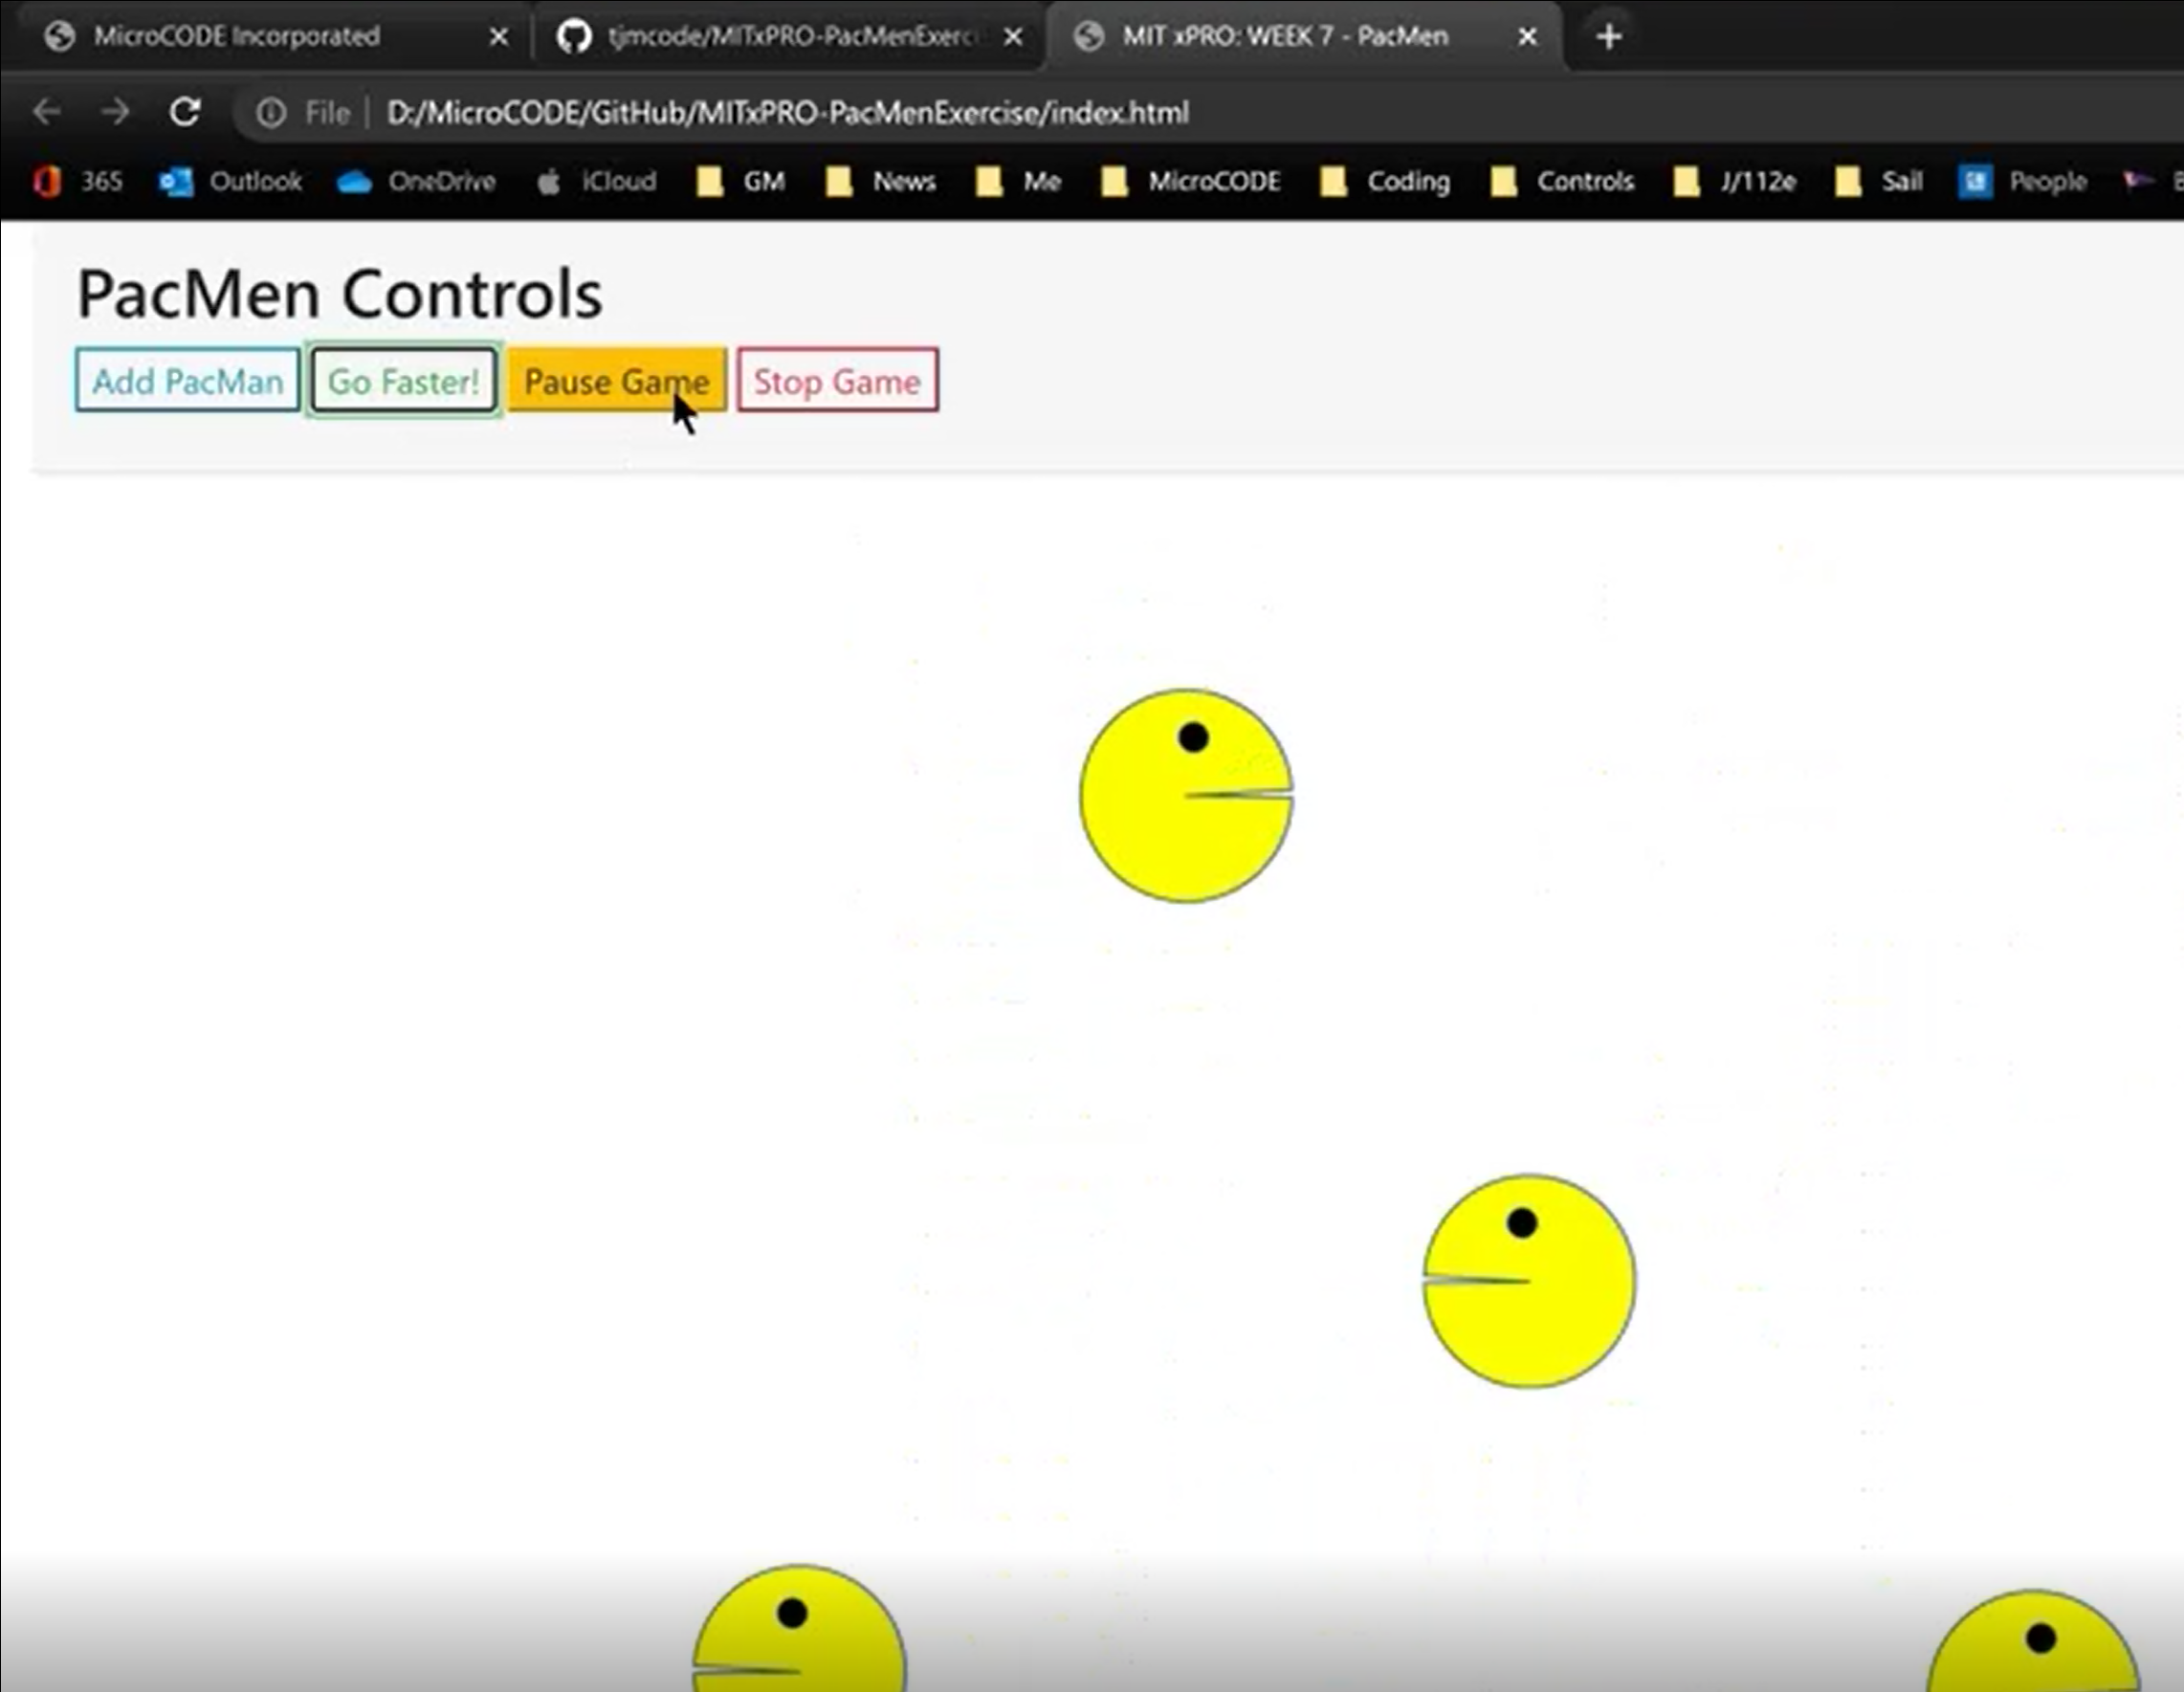 MicroCODE Incorporated
tjmcode/MITxPRO-PacMenExerc
MIT xPRO: WEEK 7 - PacMen
File D:/MicroCODE/GitHub/MITxPRO-PacMenExercise/index.html
365 Outlook OneDrive iCloud GM News Me MicroCODE Coding Controls J/112e Sail People
PacMen Controls
Add PacMan Go Faster! Pause Game Stop Game